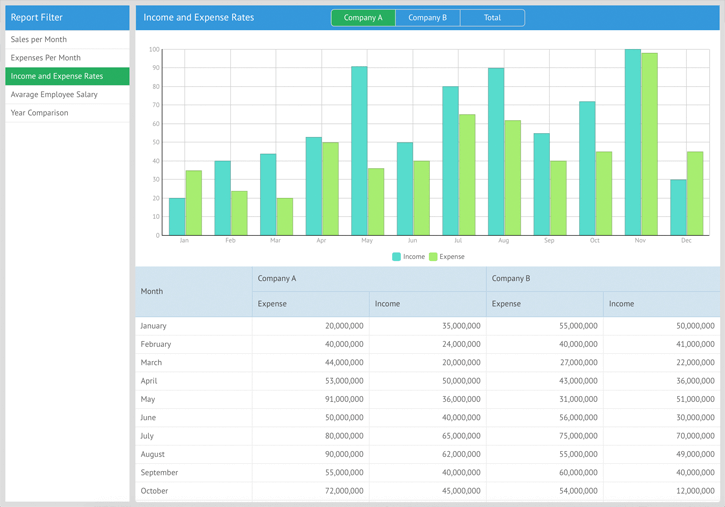 Report Filter
Sales per Month
Expenses Per Month
Income and Expense Rates
Avarage Employee Salary
Year Comparison
Income and Expense Rates
Company A Company B Total
100
90
80
70
60
50
40
30
20
10
0
Jan Feb Mar Apr May Jun Jul Aug Sep Oct Nov Dec
Income Expense
Month Company A Company B
Expense Income Expense Income
January 20,000,000 35,000,000 55,000,000 50,000,000
February 40,000,000 24,000,000 40,000,000 41,000,000
March 44,000,000 20,000,000 27,000,000 22,000,000
April 53,000,000 50,000,000 43,000,000 36,000,000
May 91,000,000 36,000,000 31,000,000 51,000,000
June 50,000,000 40,000,000 56,000,000 30,000,000
July 80,000,000 65,000,000 75,000,000 70,000,000
August 90,000,000 62,000,000 55,000,000 49,000,000
September 55,000,000 40,000,000 60,000,000 40,000,000
October 72,000,000 45,000,000 54,000,000 12,000,000